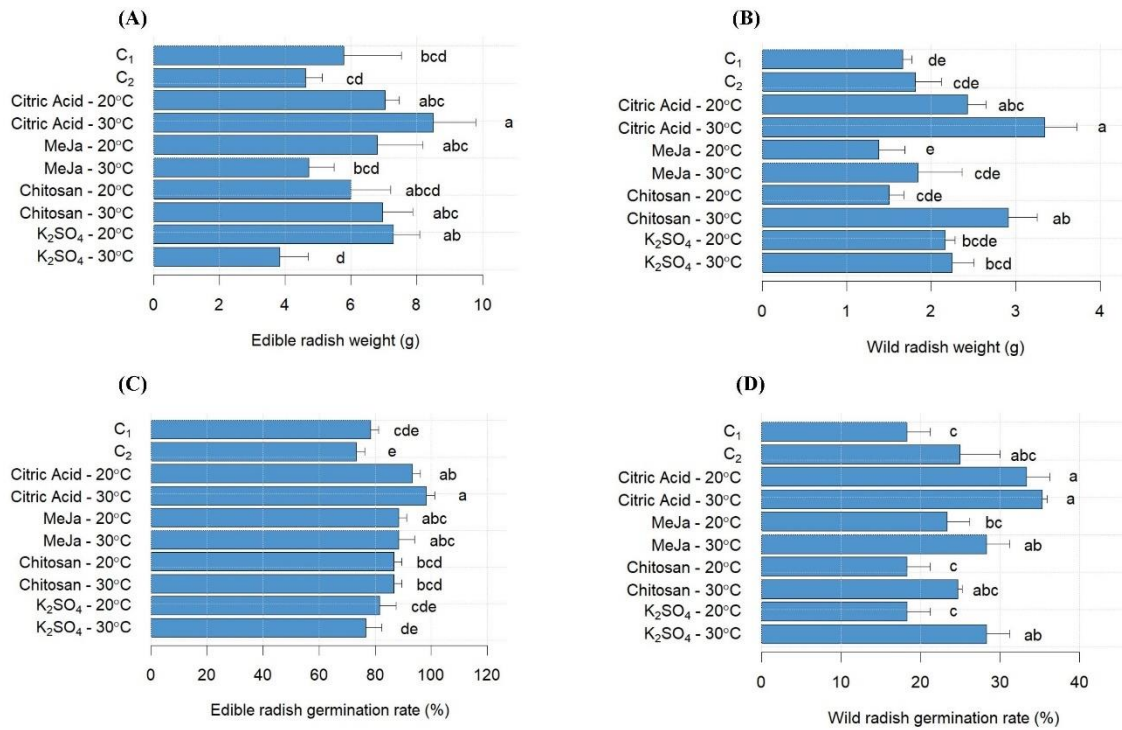 (A)
C₁ bcd
C₂ cd
Citric Acid - 20°C abc
Citric Acid - 30°C a
MeJa - 20°C abc
MeJa - 30°C bcd
Chitosan - 20°C abcd
Chitosan - 30°C abc
K₂SO₄ - 20°C ab
K₂SO₄ - 30°C d
0 2 4 6 8 10
Edible radish weight (g)
(B)
C₁ de
C₂ cde
Citric Acid - 20°C abc
Citric Acid - 30°C a
MeJa - 20°C e
MeJa - 30°C cde
Chitosan - 20°C cde
Chitosan - 30°C ab
K₂SO₄ - 20°C bcde
K₂SO₄ - 30°C bcd
0 1 2 3 4
Wild radish weight (g)
(C)
C₁ cde
C₂ e
Citric Acid - 20°C ab
Citric Acid - 30°C a
MeJa - 20°C abc
MeJa - 30°C abc
Chitosan - 20°C bcd
Chitosan - 30°C bcd
K₂SO₄ - 20°C cde
K₂SO₄ - 30°C de
0 20 40 60 80 100 120
Edible radish germination rate (%)
(D)
C₁ c
C₂ abc
Citric Acid - 20°C a
Citric Acid - 30°C a
MeJa - 20°C bc
MeJa - 30°C ab
Chitosan - 20°C c
Chitosan - 30°C abc
K₂SO₄ - 20°C c
K₂SO₄ - 30°C ab
0 10 20 30 40
Wild radish germination rate (%)